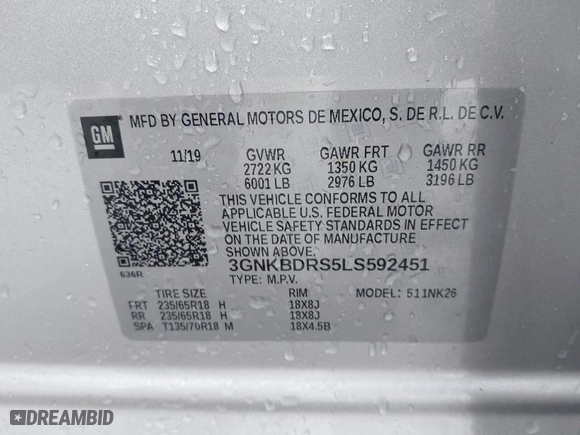 GM
MFD BY GENERAL MOTORS DE MEXICO, S. DE R.L. DE C.V.
11/19 GVWR GAWR FRT GAWR RR
2722 KG 1350 KG 1450 KG
6001 LB 2976 LB 3196 LB
THIS VEHICLE CONFORMS TO ALL
APPLICABLE U.S. FEDERAL MOTOR
VEHICLE SAFETY STANDARDS IN EFFECT
ON THE DATE OF MANUFACTURE
SHOWN ABOVE.
3GNKBDRS5LS592451
636R
TYPE: M.P.V.
TIRE SIZE RIM MODEL: 511NK26
FRT 235/65R18 H 18X8J
RR 235/65R18 H 18X8J
SPA T135/70R18 M 18X4.5B
DREAMBID